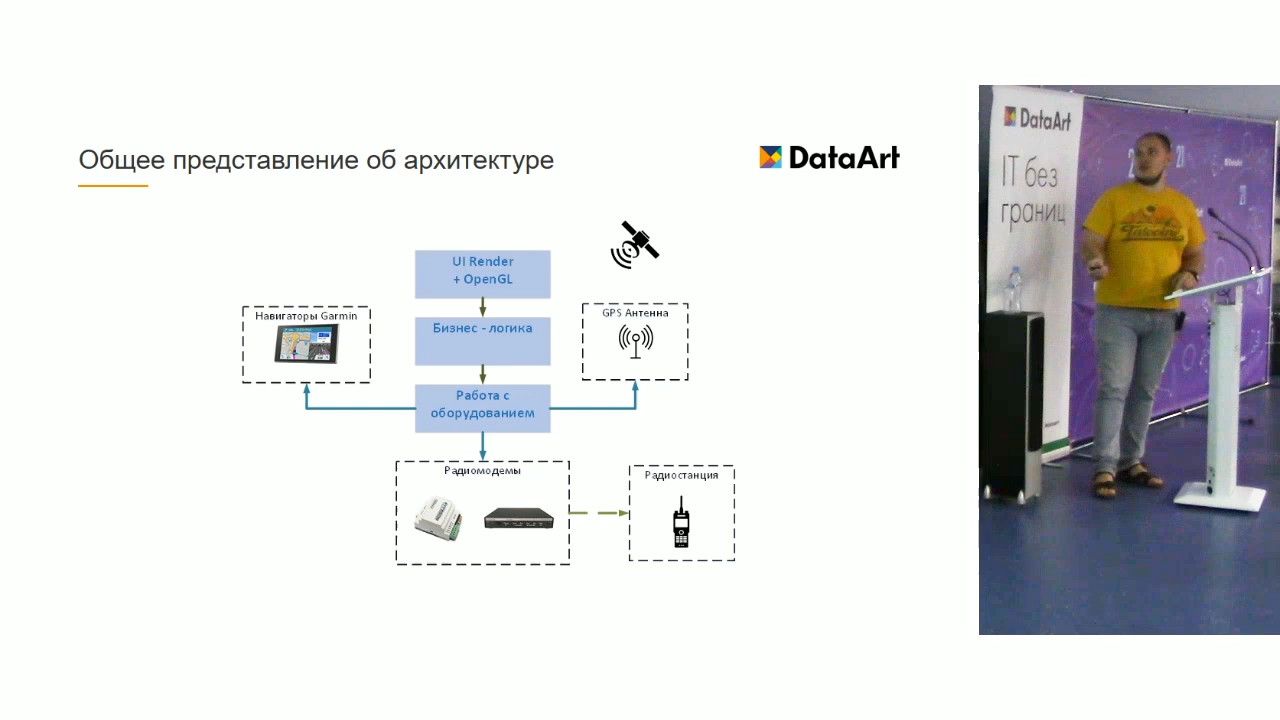 Общее представление об архитектуре
DataArt
UI Render
+ OpenGL
Навигаторы Garmin
GPS Антенна
Бизнес - логика
Работа с
оборудованием
Радиомодемы
Радиостанция
DataArt
IT без
границ
21